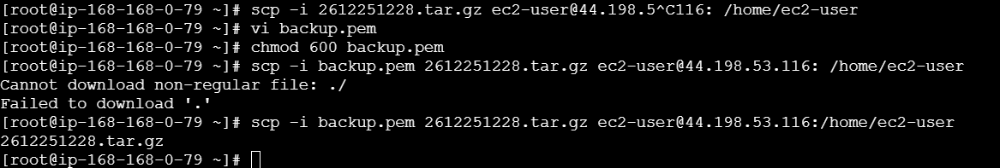 [root@ip-168-168-0-79 ~]# scp -i 2612251228.tar.gz ec2-user@44.198.5^C116: /home/ec2-user
[root@ip-168-168-0-79 ~]# vi backup.pem
[root@ip-168-168-0-79 ~]# chmod 600 backup.pem
[root@ip-168-168-0-79 ~]# scp -i backup.pem 2612251228.tar.gz ec2-user@44.198.53.116: /home/ec2-user
Cannot download non-regular file: ./
Failed to download '.'
[root@ip-168-168-0-79 ~]# scp -i backup.pem 2612251228.tar.gz ec2-user@44.198.53.116:/home/ec2-user
2612251228.tar.gz
[root@ip-168-168-0-79 ~]#